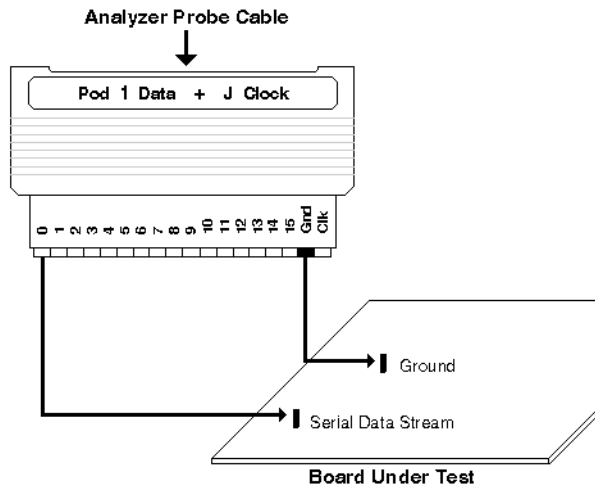 Analyzer Probe Cable
Pod 1 Data + J Clock
0 1 2 3 4 5 6 7 8 9 10 11 12 13 14 15 Gnd Clk
Ground
Serial Data Stream
Board Under Test